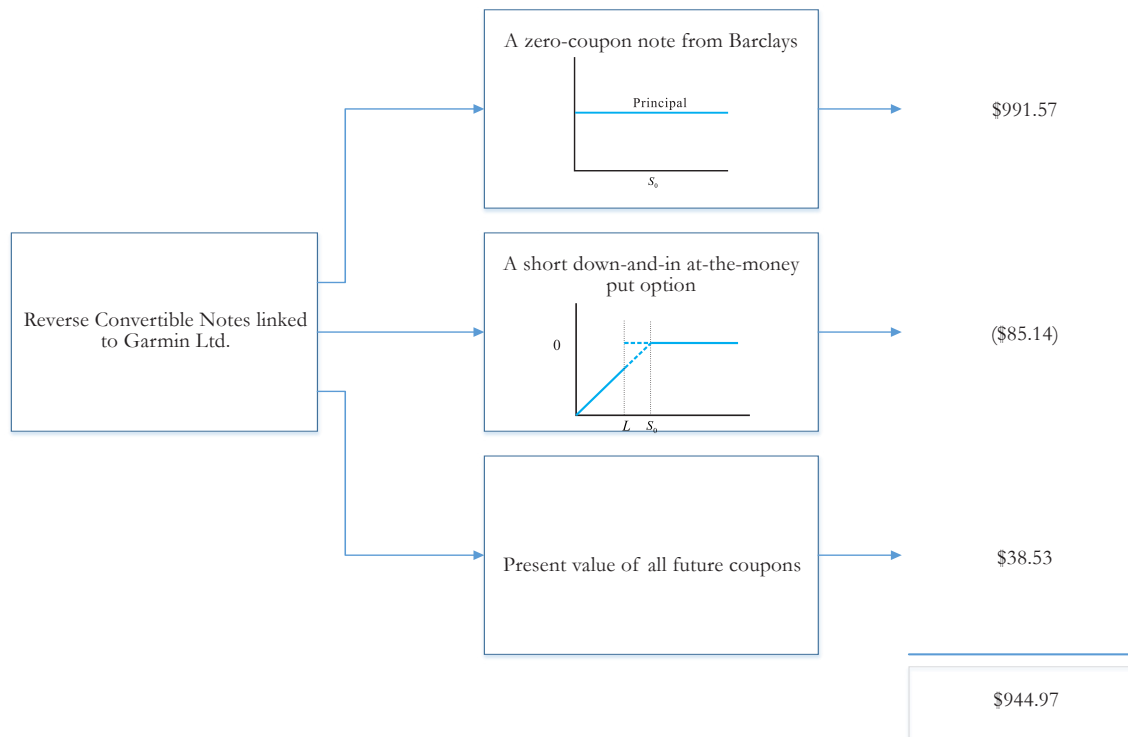 A zero-coupon note from Barclays
Principal
S₀
$991.57
Reverse Convertible Notes linked
to Garmin Ltd.
A short down-and-in at-the-money
put option
0
L S₀
($85.14)
Present value of all future coupons
$38.53
$944.97